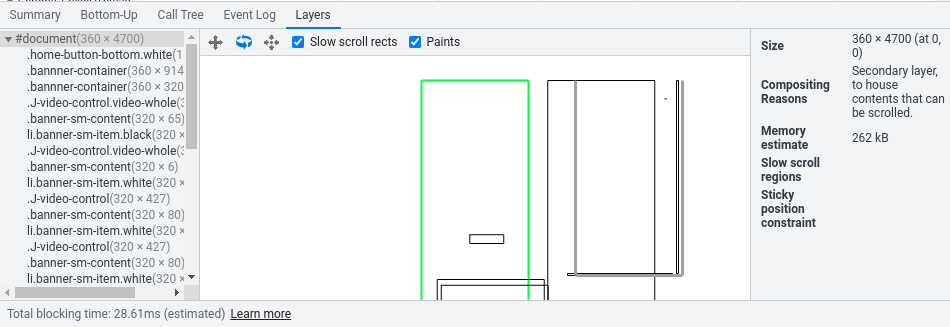 Summary Bottom-Up Call Tree Event Log Layers
#document(360 × 4700)
.home-button-bottom.white(1
.bannner-container(360 × 914
.bannner-container(360 × 320
.J-video-control.video-whole(3
.banner-sm-content(320 × 65)
li.banner-sm-item.black(320 ×
.J-video-control.video-whole(3
.banner-sm-content(320 × 6)
li.banner-sm-item.white(320 ×
.J-video-control(320 × 427)
.banner-sm-content(320 × 80)
li.banner-sm-item.white(320 ×
.J-video-control(320 × 427)
.banner-sm-content(320 × 80)
li.banner-sm-item.white(320 ×
Slow scroll rects Paints
Size 360 × 4700 (at 0,
0)
Compositing Reasons Secondary layer,
to house
contents that can
be scrolled.
Memory estimate 262 kB
Slow scroll
regions
Sticky
position
constraint
Total blocking time: 28.61ms (estimated) Learn more